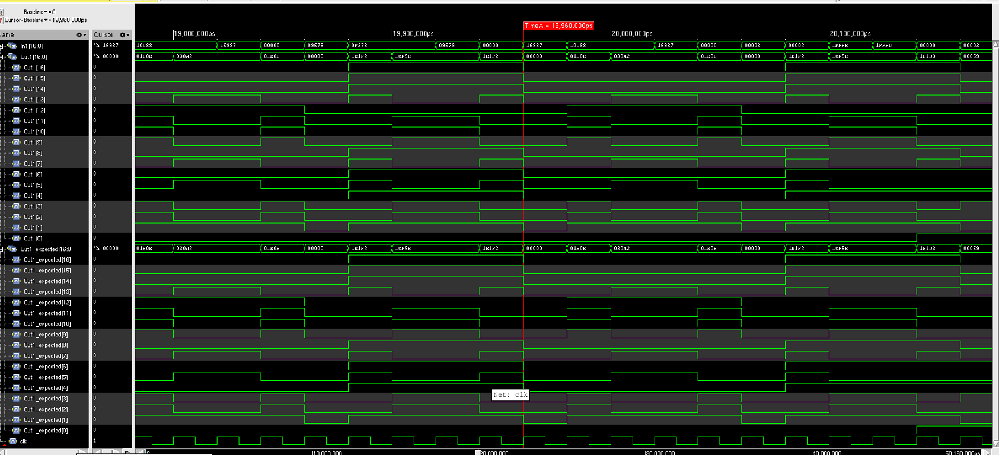 Baseline▼= 0
Cursor-Baseline▼= 19,960,000ps
Name
Cursor
TimeA = 19,960,000ps
19,800,000ps 19,900,000ps 20,000,000ps 20,100,000ps
In1[16:0] 'h 16987 10C88 16987 00000 09679 0F378 09679 00000 16987 10C88 16987 00000 00003 00002 1FFFE 1FFFD 00000 00003
Out1[16:0] 'h 00000 01E0E 030A2 01E0E 00000 1E1F2 1CF5E 1E1F2 00000 01E0E 030A2 01E0E 00000 1E1F2 1CF5E 1E1D3 00059
Out1[16] 0
Out1[15] 0
Out1[14] 0
Out1[13] 0
Out1[12] 0
Out1[11] 0
Out1[10] 0
Out1[9] 0
Out1[8] 0
Out1[7] 0
Out1[6] 0
Out1[5] 0
Out1[4] 0
Out1[3] 0
Out1[2] 0
Out1[1] 0
Out1[0] 0
Out1_expected[16:0] 'h 00000 01E0E 030A2 01E0E 00000 1E1F2 1CF5E 1E1F2 00000 01E0E 030A2 01E0E 00000 1E1F2 1CF5E 1E1D3 00059
Out1_expected[16] 0
Out1_expected[15] 0
Out1_expected[14] 0
Out1_expected[13] 0
Out1_expected[12] 0
Out1_expected[11] 0
Out1_expected[10] 0
Out1_expected[9] 0
Out1_expected[8] 0
Out1_expected[7] 0
Out1_expected[6] 0
Out1_expected[5] 0
Out1_expected[4] 0
Net: clk
Out1_expected[3] 0
Out1_expected[2] 0
Out1_expected[1] 0
Out1_expected[0] 0
clk 1
0 10,000,000 20,000,000 30,000,000 40,000,000 50,160,000ps